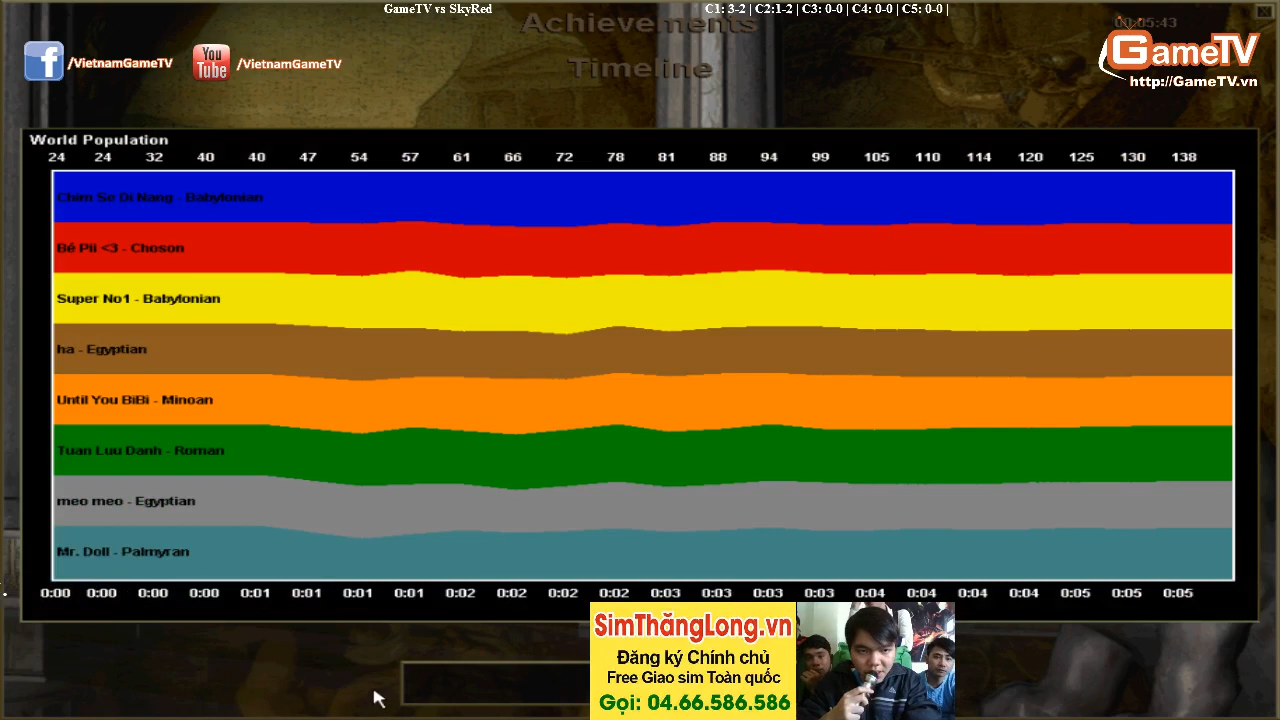 GameTV vs SkyRed
C1: 3-2 | C2:1-2 | C3: 0-0 | C4: 0-0 | C5: 0-0 |
Achievements
00:05:43
Timeline
/VietnamGameTV
You Tube
/VietnamGameTV
GameTV
http://GameTV.vn
World Population
24 24 32 40 40 47 54 57 61 66 72 78 81 88 94 99 105 110 114 120 125 130 138
Chim Se Di Nang - Babylonian
Bé Pii <3 - Choson
Super No1 - Babylonian
ha - Egyptian
Until You BiBi - Minoan
Tuan Luu Danh - Roman
meo meo - Egyptian
Mr. Doll - Palmyran
0:00 0:00 0:00 0:00 0:01 0:01 0:01 0:01 0:02 0:02 0:02 0:02 0:03 0:03 0:03 0:03 0:04 0:04 0:04 0:04 0:05 0:05 0:05
SimThăngLong.vn
Đăng ký Chính chủ
Free Giao sim Toàn quốc
Gọi: 04.66.586.586